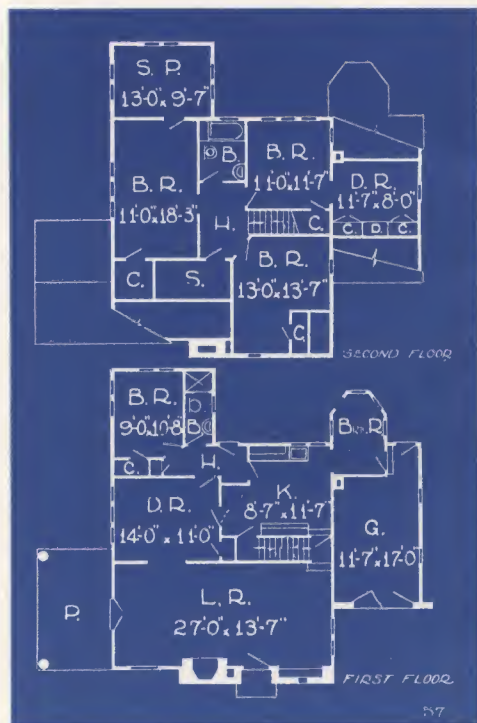 S. P.
13'-0" x 9'-7"
B.
B. R.
11'-0" x 11'-7"
B. R.
11'-0" x 18'-3"
D. R.
11'-7" x 8'-0"
H.
C.
C. D. C.
B. R.
13'-0" x 13'-7"
C.
S.
C.
SECOND FLOOR
B. R.
9'-0" x 10'-8"
B.
B. R.
C.
H.
K.
8'-7" x 11'-7"
D. R.
14'-0" x 11'-0"
G.
11'-7" x 17'-0"
P.
L. R.
27'-0" x 13'-7"
FIRST FLOOR
57